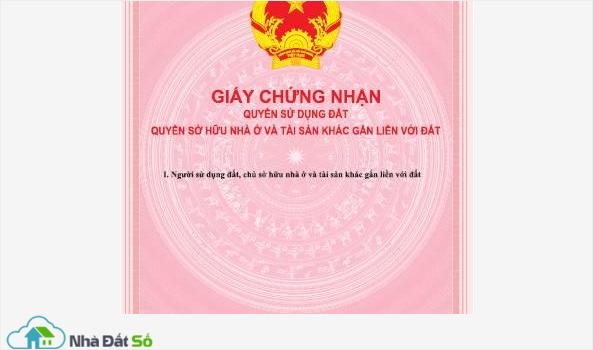 GIẤY CHỨNG NHẬN
QUYỀN SỬ DỤNG ĐẤT
QUYỀN SỞ HỮU NHÀ Ở VÀ TÀI SẢN KHÁC GẮN LIỀN VỚI ĐẤT
I. Người sử dụng đất, chủ sở hữu nhà ở và tài sản khác gắn liền với đất
Nhà Đất Số